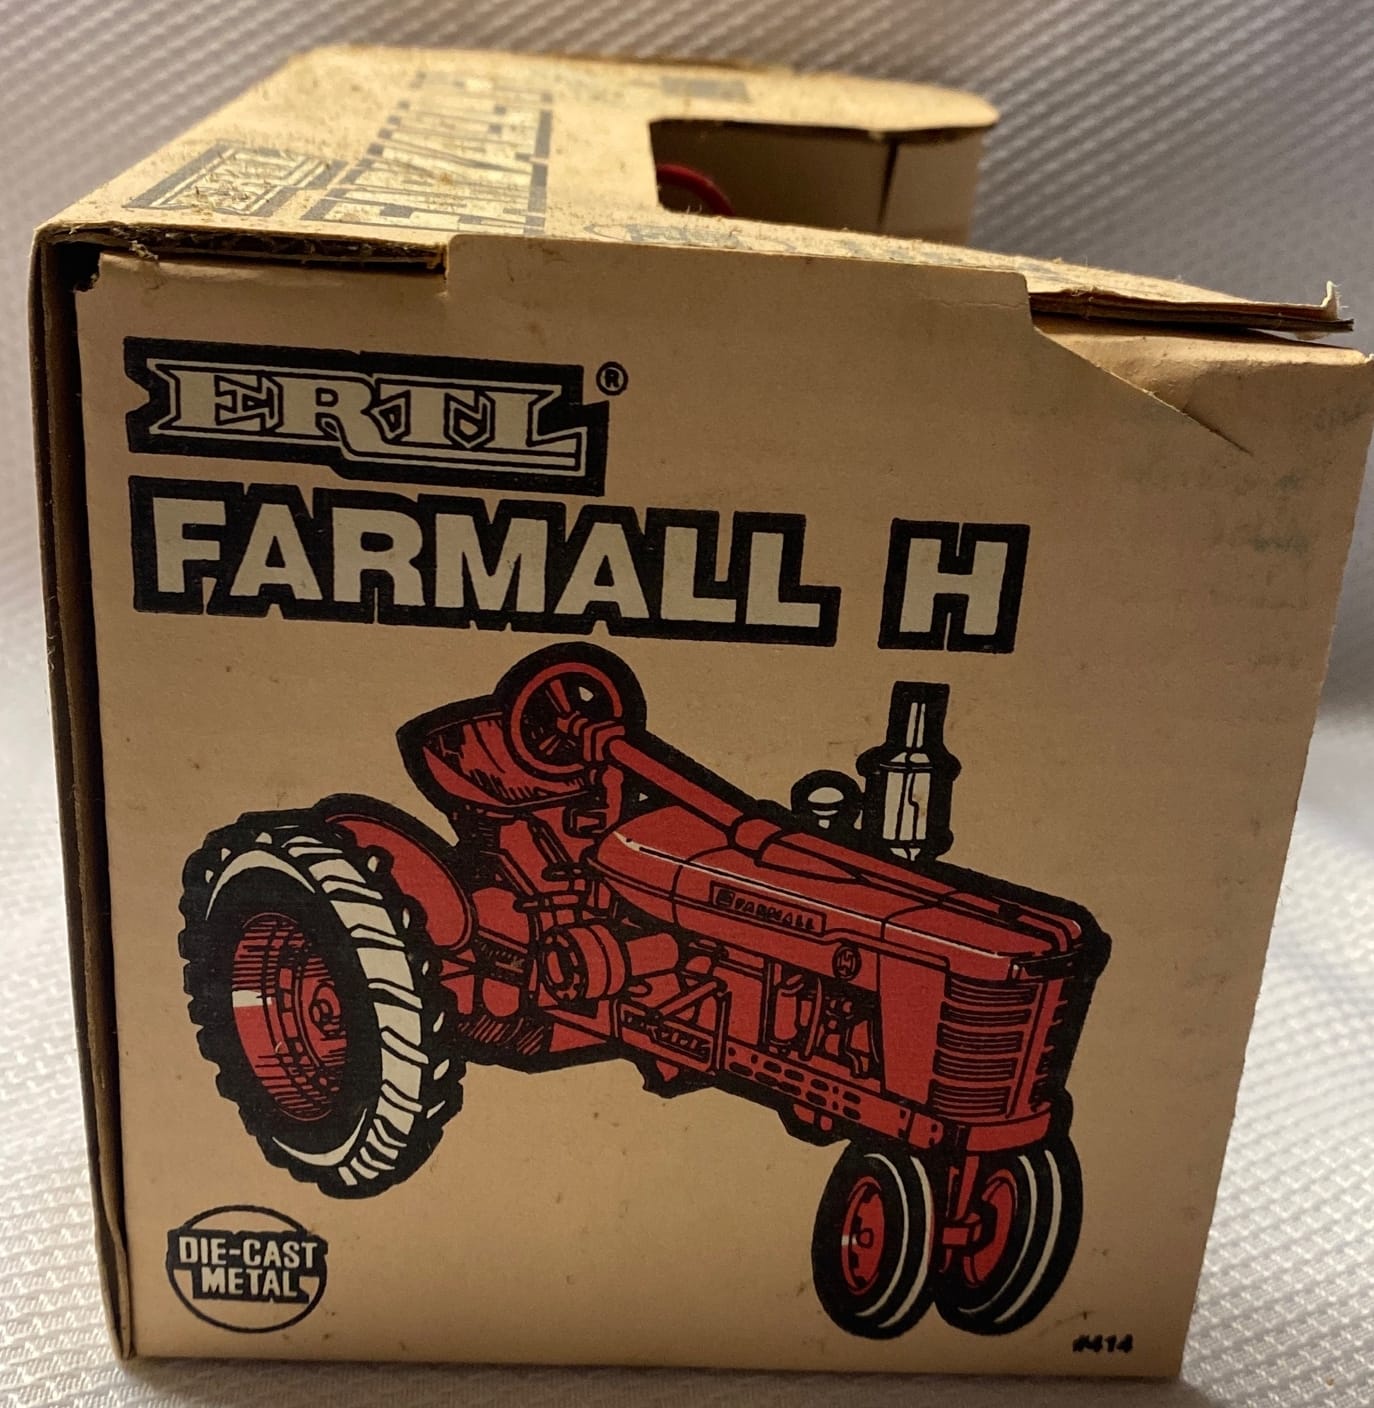 ERTL®
FARMALL H
FARMALL
H
DIE-CAST
METAL
#414